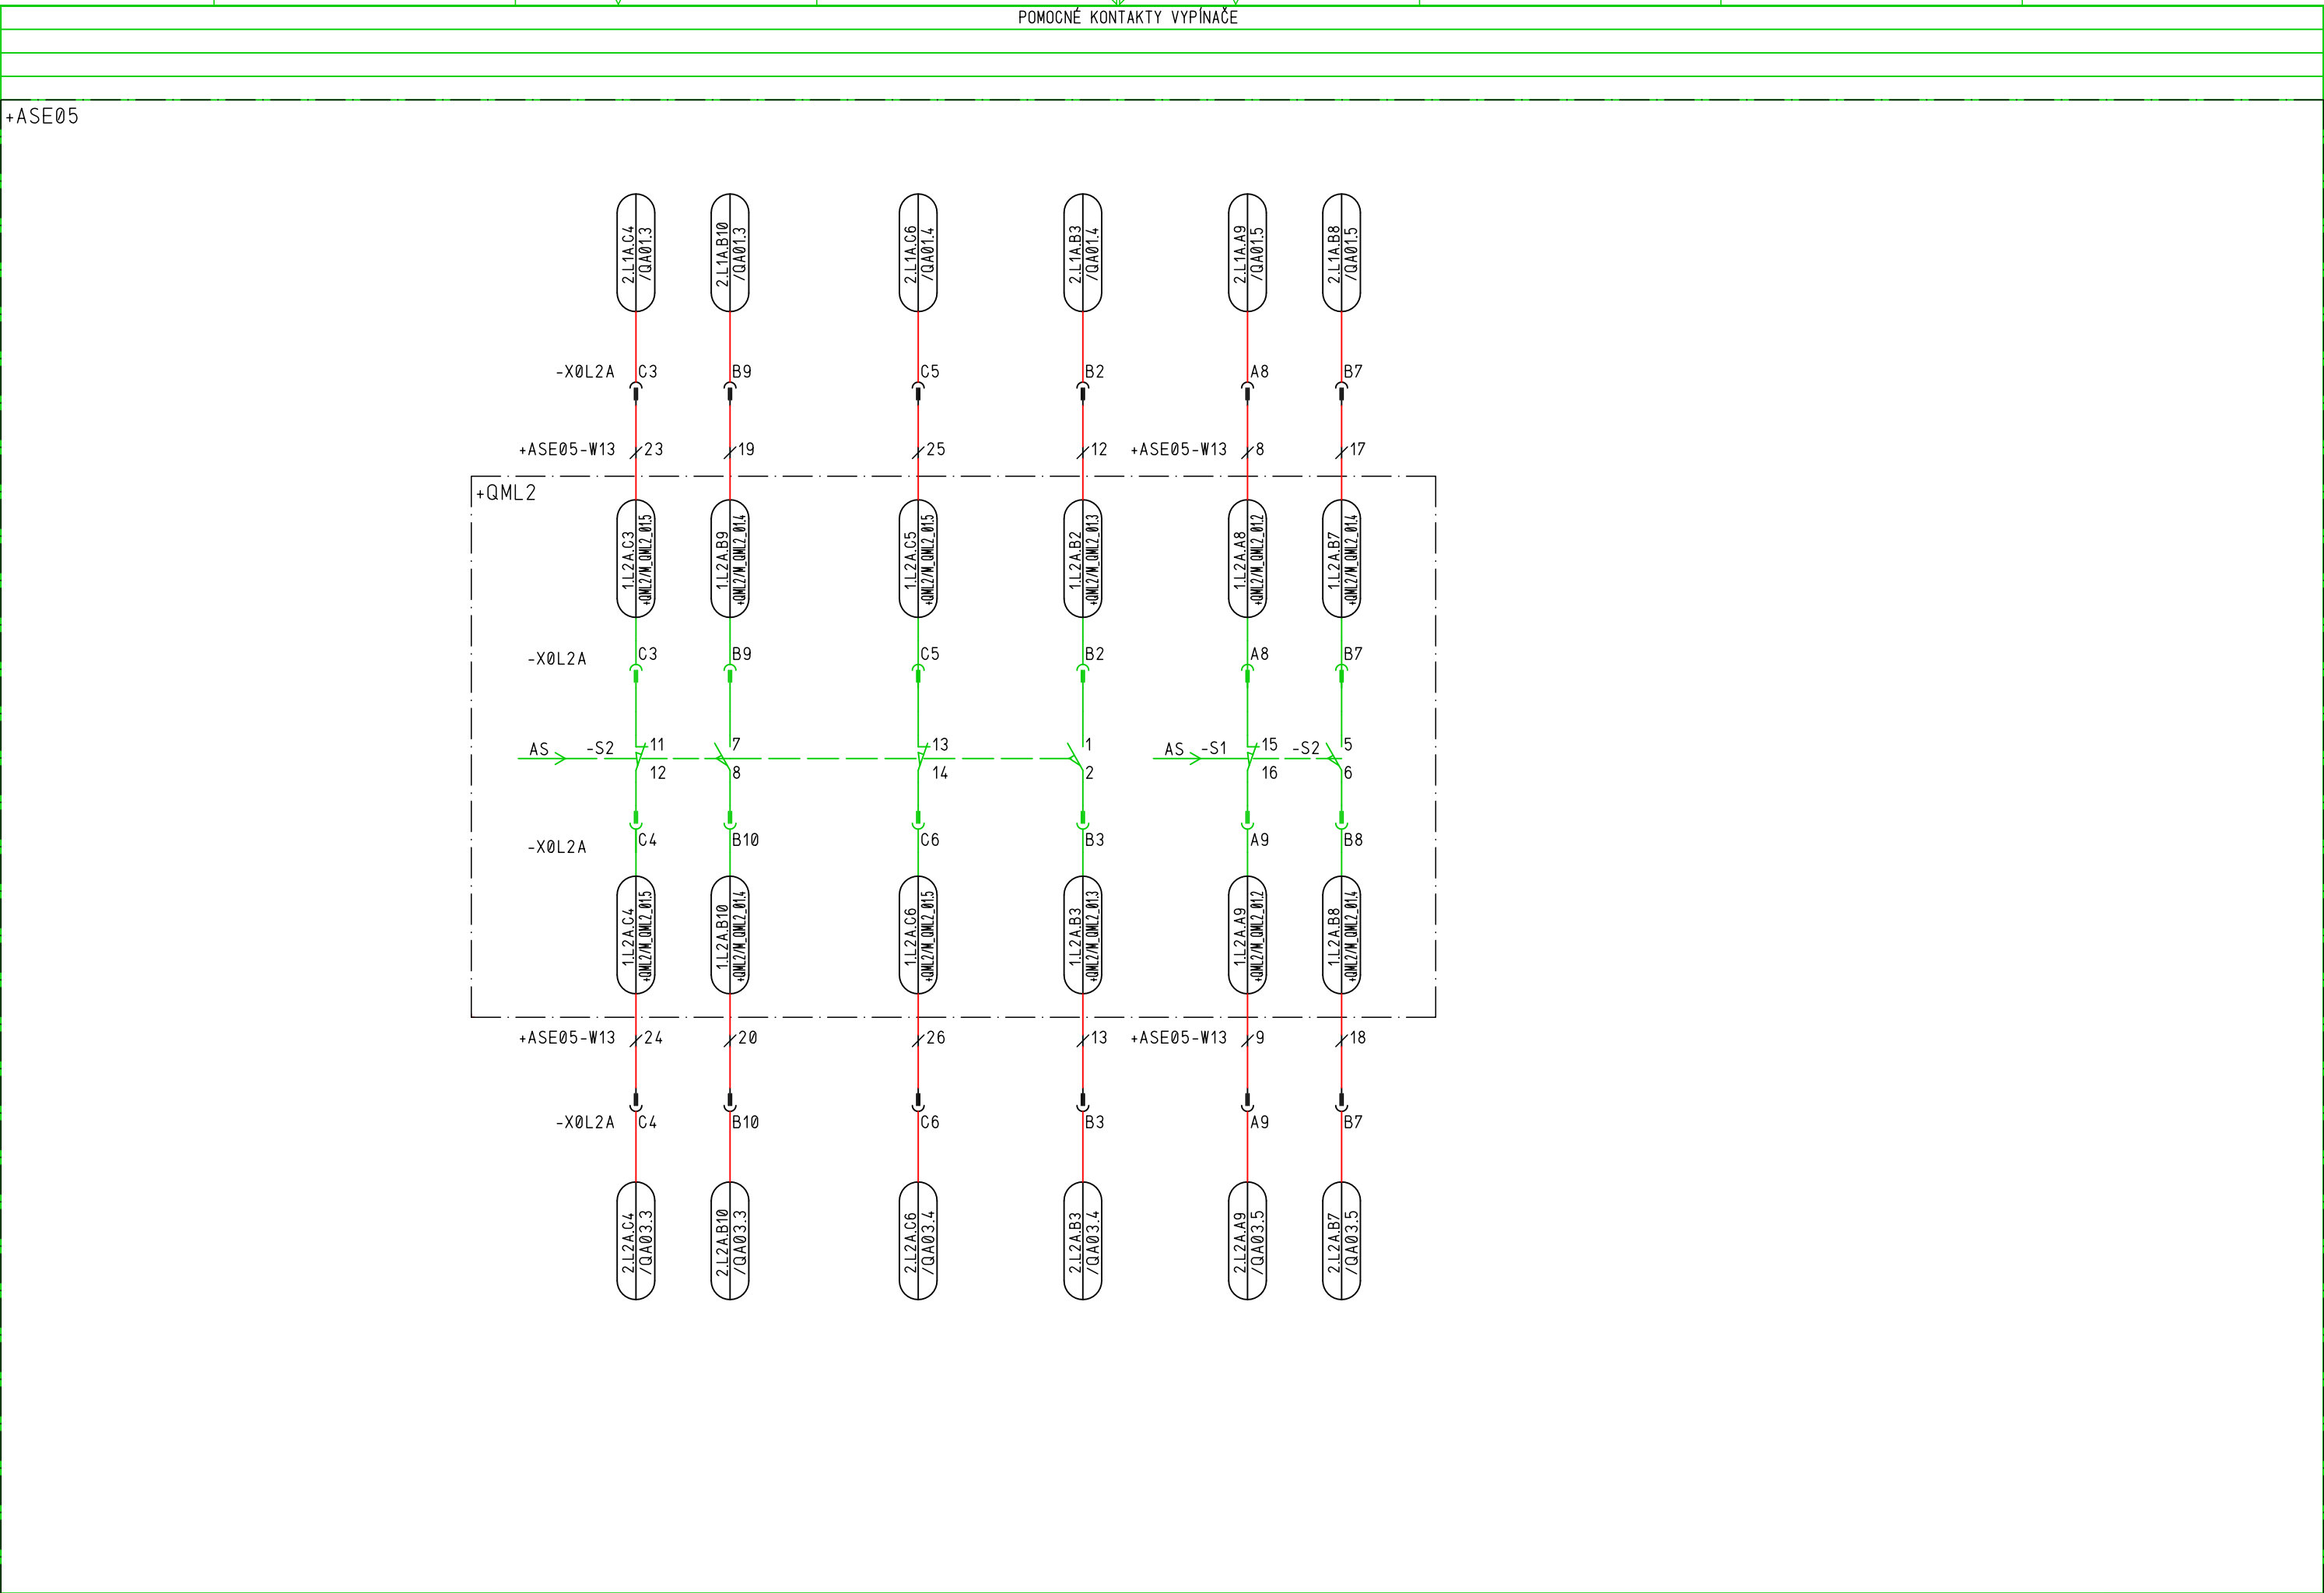 POMOCNÉ KONTAKTY VYPÍNAČE
+ASE05
2.L1A.C4 2.L1A.B10 2.L1A.C6 2.L1A.B3 2.L1A.A9 2.L1A.B8
/QA01.3 /QA01.3 /QA01.4 /QA01.4 /QA01.5 /QA01.5
-X0L2A C3 B9 C5 B2 A8 B7
+ASE05-W13 23 19 25 12 +ASE05-W13 8 17
+QML2
1.L2A.C3 1.L2A.B9 1.L2A.C5 1.L2A.B2 1.L2A.A8 1.L2A.B7
+QML2/M_QML2_01.5 +QML2/M_QML2_01.4 +QML2/M_QML2_01.5 +QML2/M_QML2_01.3 +QML2/M_QML2_01.2 +QML2/M_QML2_01.4
-X0L2A C3 B9 C5 B2 A8 B7
AS -S2 11 7 13 1 AS -S1 15 -S2 5
12 8 14 2 16 6
-X0L2A C4 B10 C6 B3 A9 B8
1.L2A.C4 1.L2A.B10 1.L2A.C6 1.L2A.B3 1.L2A.A9 1.L2A.B8
+QML2/M_QML2_01.5 +QML2/M_QML2_01.4 +QML2/M_QML2_01.5 +QML2/M_QML2_01.3 +QML2/M_QML2_01.2 +QML2/M_QML2_01.4
+ASE05-W13 24 20 26 13 +ASE05-W13 9 18
-X0L2A C4 B10 C6 B3 A9 B7
2.L2A.C4 2.L2A.B10 2.L2A.C6 2.L2A.B3 2.L2A.A9 2.L2A.B7
/QA03.3 /QA03.3 /QA03.4 /QA03.4 /QA03.5 /QA03.5